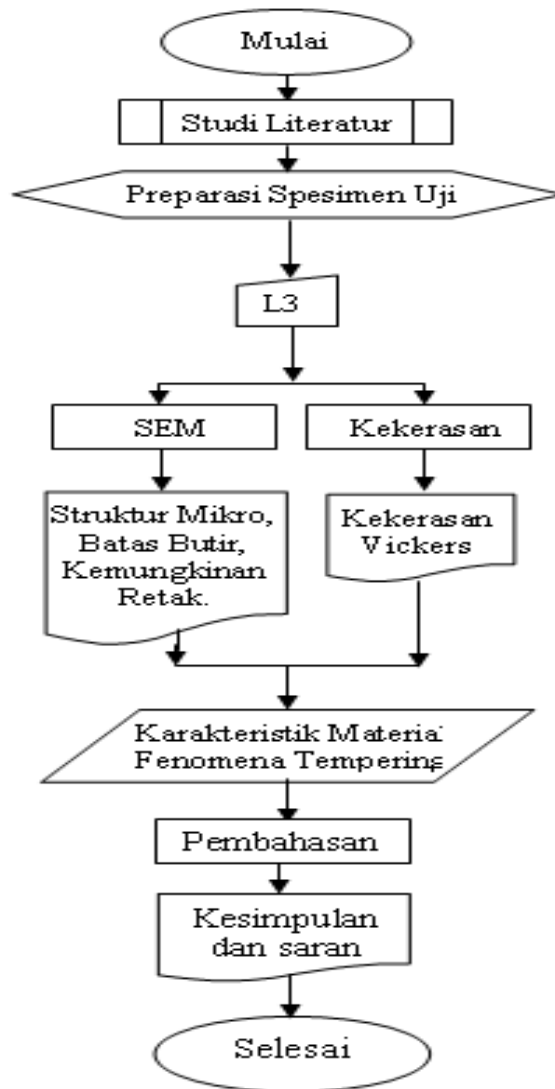 Mulai
Studi Literatur
Preparasi Spesimen Uji
L3
SEM
Kekerasan
Struktur Mikro,
Batas Butir,
Kemungkinan
Retak.
Kekerasan
Vickers
Karakteristik Material
Fenomena Tempering
Pembahasan
Kesimpulan
dan saran
Selesai